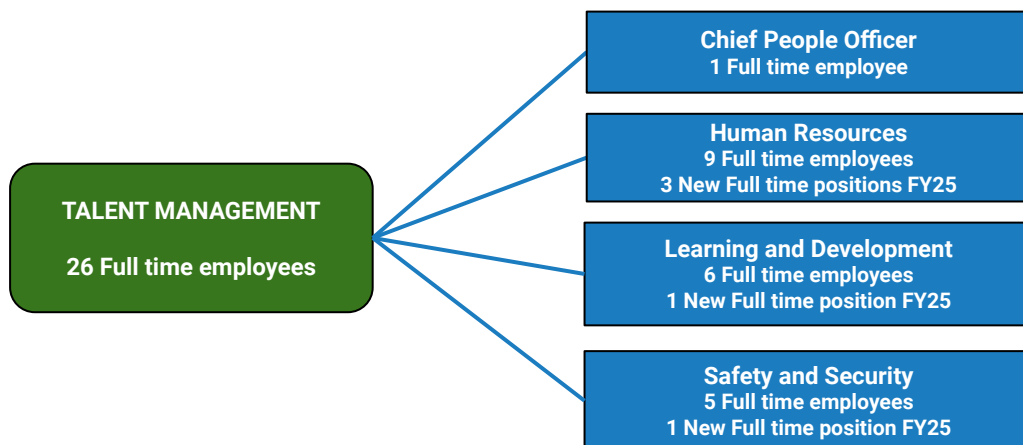 TALENT MANAGEMENT
26 Full time employees
Chief People Officer
1 Full time employee
Human Resources
9 Full time employees
3 New Full time positions FY25
Learning and Development
6 Full time employees
1 New Full time position FY25
Safety and Security
5 Full time employees
1 New Full time position FY25